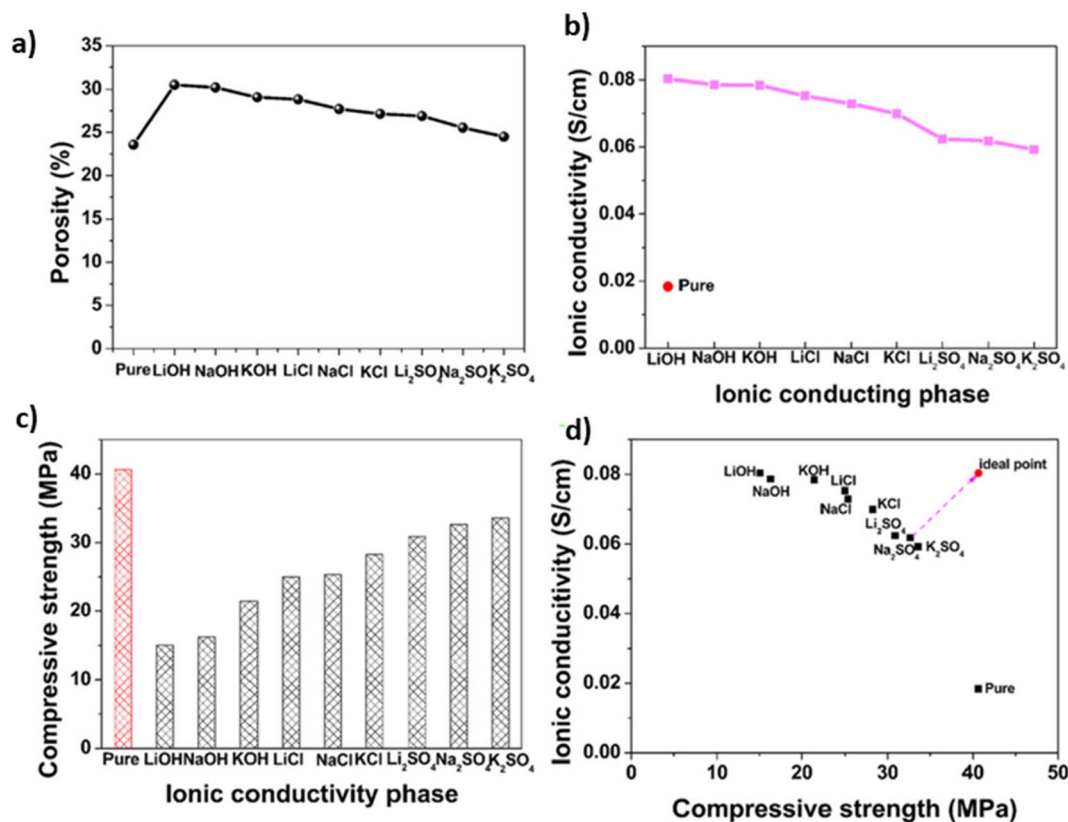 a)
Porosity (%)
35
30
25
20
15
10
5
0
Pure LiOH NaOH KOH LiCl NaCl KCl Li₂SO₄ Na₂SO₄ K₂SO₄
b)
Ionic conductivity (S/cm)
0.08
0.06
0.04
0.02
0.00
Pure
LiOH NaOH KOH LiCl NaCl KCl Li₂SO₄ Na₂SO₄ K₂SO₄
Ionic conducting phase
c)
Compressive strength (MPa)
40
30
20
10
0
Pure LiOH NaOH KOH LiCl NaCl KCl Li₂SO₄ Na₂SO₄ K₂SO₄
Ionic conductivity phase
d)
Ionic conducitivity (S/cm)
0.08
0.06
0.04
0.02
0.00
ideal point
LiOH
NaOH
KOH
LiCl
NaCl
KCl
Li₂SO₄
Na₂SO₄
K₂SO₄
Pure
0 10 20 30 40 50
Compressive strength (MPa)